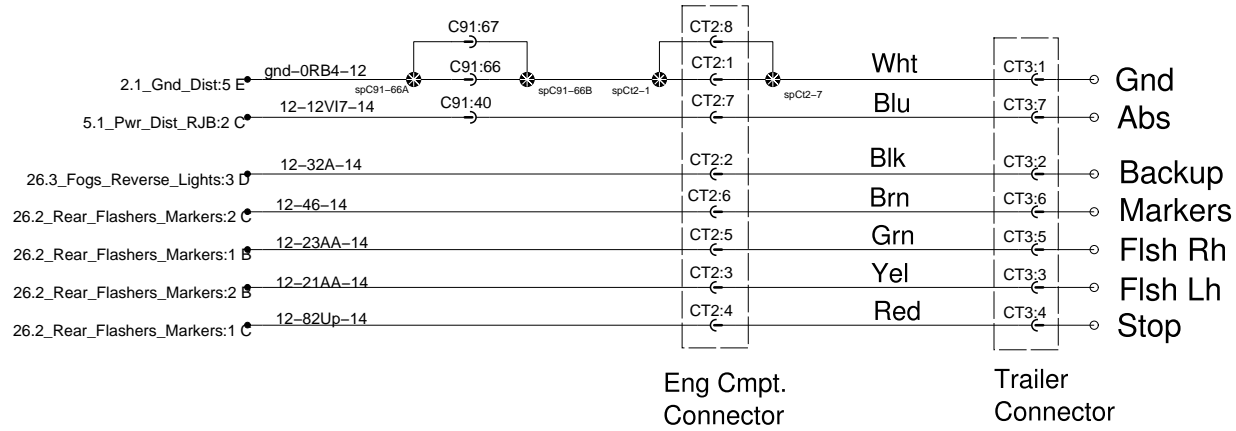 C91:67 CT2:8
2.1_Gnd_Dist:5 E gnd-0RB4-12 C91:66 CT2:1 Wht CT3:1 Gnd
spC91-66A spC91-66B spCt2-1 spCt2-7
5.1_Pwr_Dist_RJB:2 C 12-12VI7-14 C91:40 CT2:7 Blu CT3:7 Abs
26.3_Fogs_Reverse_Lights:3 D 12-32A-14 CT2:2 Blk CT3:2 Backup
26.2_Rear_Flashers_Markers:2 C 12-46-14 CT2:6 Brn CT3:6 Markers
26.2_Rear_Flashers_Markers:1 B 12-23AA-14 CT2:5 Grn CT3:5 Flsh Rh
26.2_Rear_Flashers_Markers:2 B 12-21AA-14 CT2:3 Yel CT3:3 Flsh Lh
26.2_Rear_Flashers_Markers:1 C 12-82Up-14 CT2:4 Red CT3:4 Stop
Eng Cmpt.
Connector
Trailer
Connector